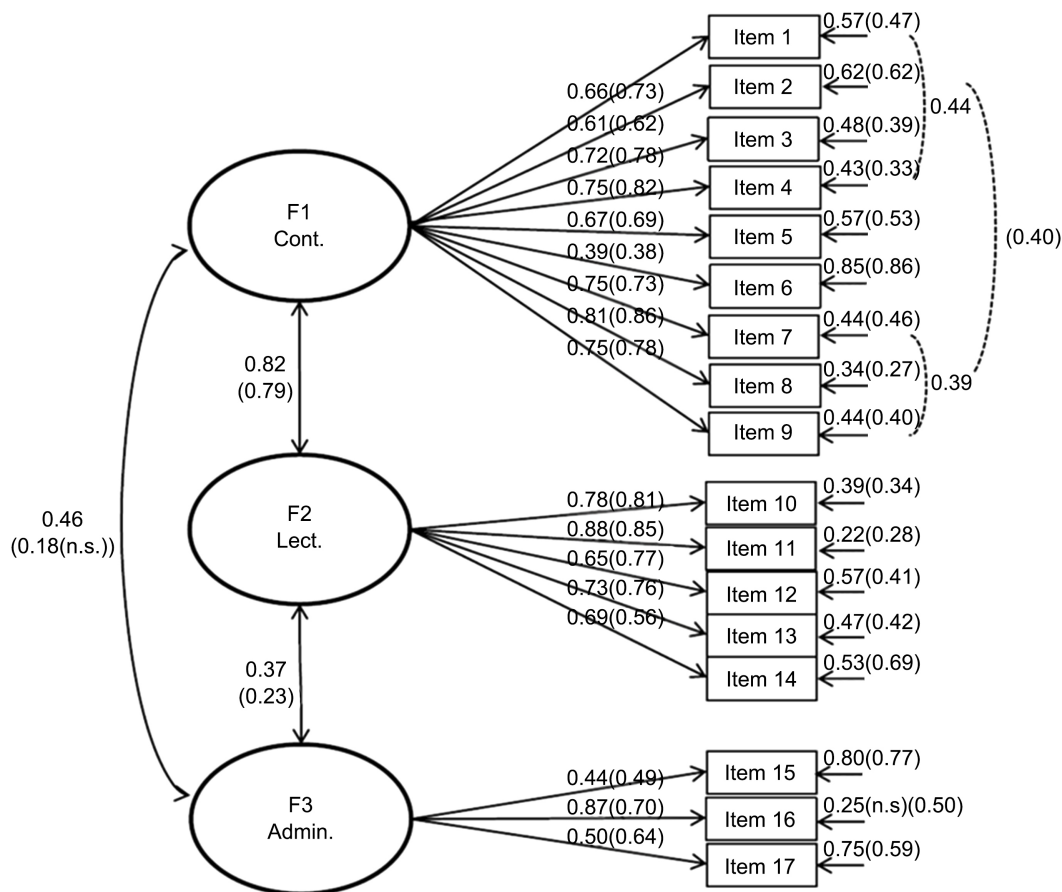 0.57(0.47)
Item 1
0.62(0.62)
Item 2
0.66(0.73)
0.44
0.61(0.62)
0.48(0.39)
Item 3
0.72(0.78)
0.43(0.33)
Item 4
0.75(0.82)
F1
Cont.
0.67(0.69)
Item 5
0.57(0.53)
(0.40)
0.39(0.38)
Item 6
0.85(0.86)
0.75(0.73)
0.81(0.86)
Item 7
0.44(0.46)
0.75(0.78)
0.82
(0.79)
Item 8
0.34(0.27)
0.39
Item 9
0.44(0.40)
0.46
(0.18(n.s.))
F2
Lect.
0.78(0.81)
Item 10
0.39(0.34)
0.88(0.85)
Item 11
0.22(0.28)
0.65(0.77)
Item 12
0.57(0.41)
0.73(0.76)
Item 13
0.47(0.42)
0.69(0.56)
Item 14
0.53(0.69)
0.37
(0.23)
F3
Admin.
0.44(0.49)
Item 15
0.80(0.77)
0.87(0.70)
Item 16
0.25(n.s)(0.50)
0.50(0.64)
Item 17
0.75(0.59)